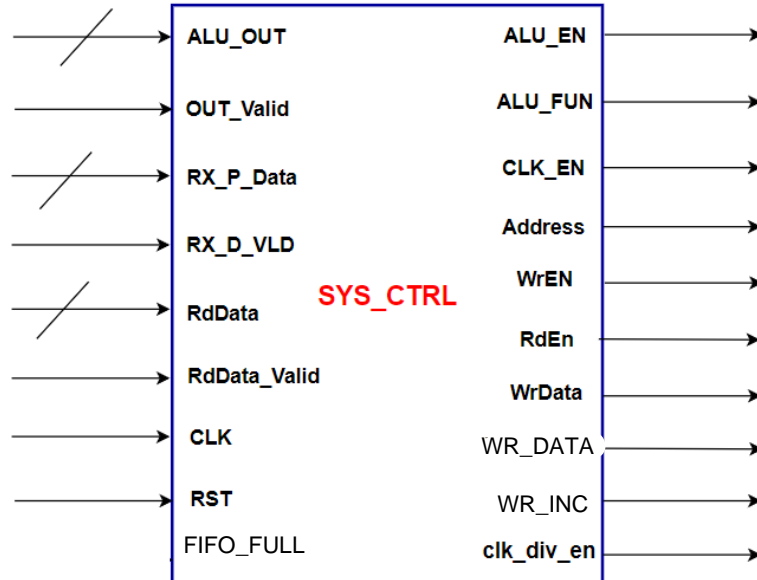 ALU_OUT
ALU_EN
OUT_Valid
ALU_FUN
RX_P_Data
CLK_EN
RX_D_VLD
Address
RdData
SYS_CTRL
WrEN
RdEn
RdData_Valid
WrData
CLK
WR_DATA
RST
WR_INC
FIFO_FULL
clk_div_en